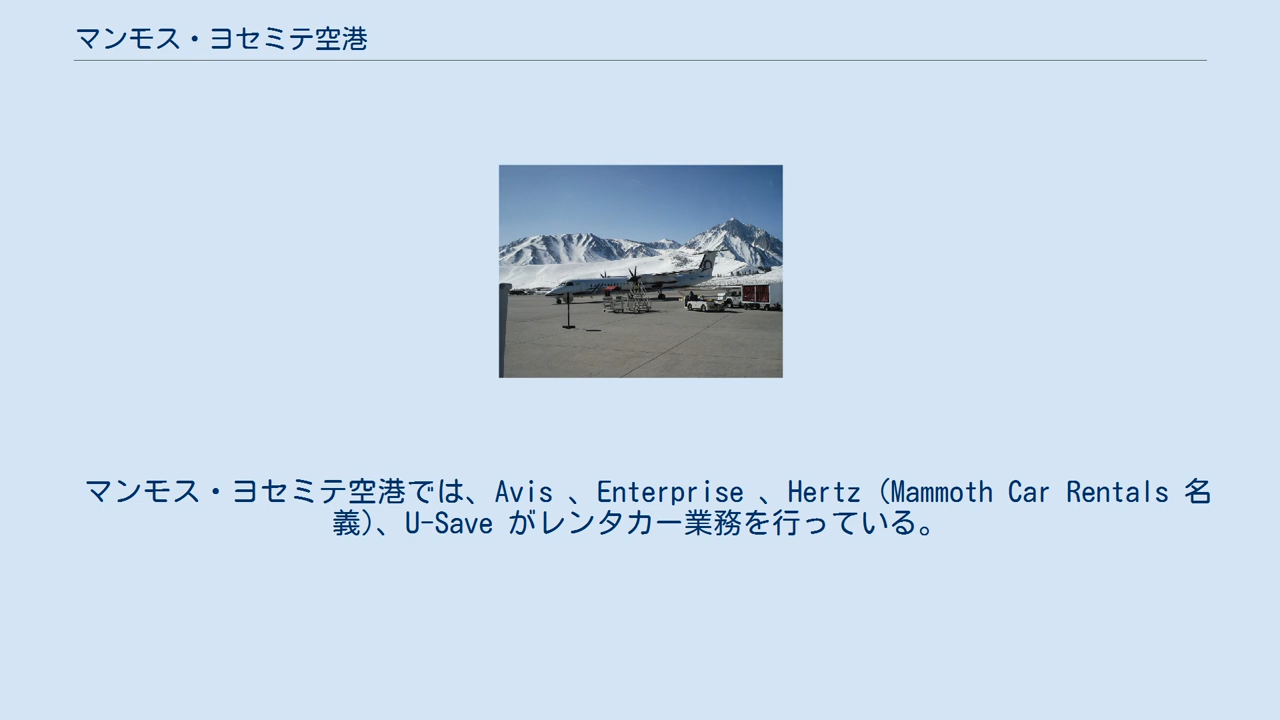 マンモス・ヨセミテ空港
マンモス・ヨセミテ空港では、Avis 、Enterprise 、Hertz (Mammoth Car Rentals 名
義)、U-Save がレンタカー業務を行っている。